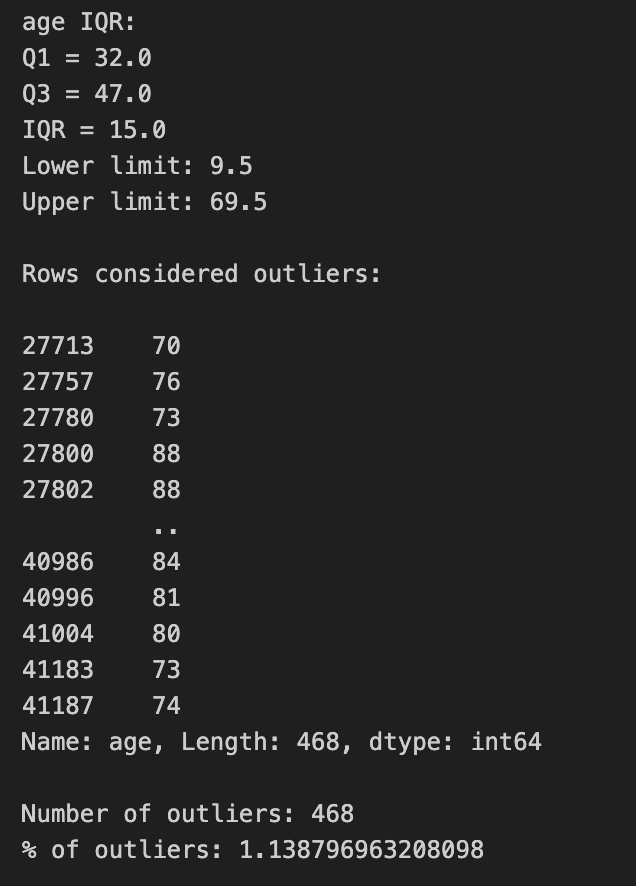 age IQR:
Q1 = 32.0
Q3 = 47.0
IQR = 15.0
Lower limit: 9.5
Upper limit: 69.5
Rows considered outliers:
27713    70
27757    76
27780    73
27800    88
27802    88
..
40986    84
40996    81
41004    80
41183    73
41187    74
Name: age, Length: 468, dtype: int64
Number of outliers: 468
% of outliers: 1.138796963208098